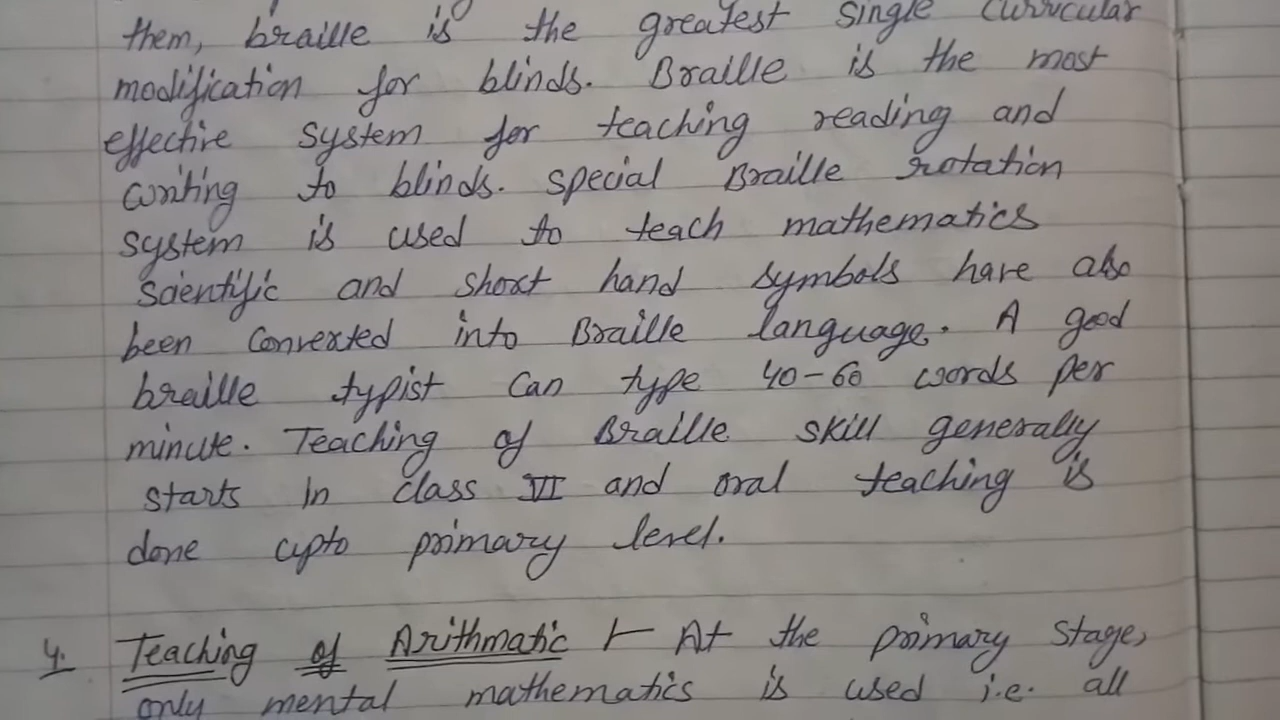 them, braille is the greatest single curricular
modification for blinds. Braille is the most
effective system for teaching reading and
writing to blinds. special Braille notation
system is used to teach mathematics
Scientific and short hand symbols have also
been converted into Braille language. A good
braille typist can type 40-60 words per
minute. Teaching of Braille skill generally
starts in class VI and oral teaching is
done upto primary level.
4. Teaching of Arithmatic :- At the primary stage,
only mental mathematics is used i.e. all